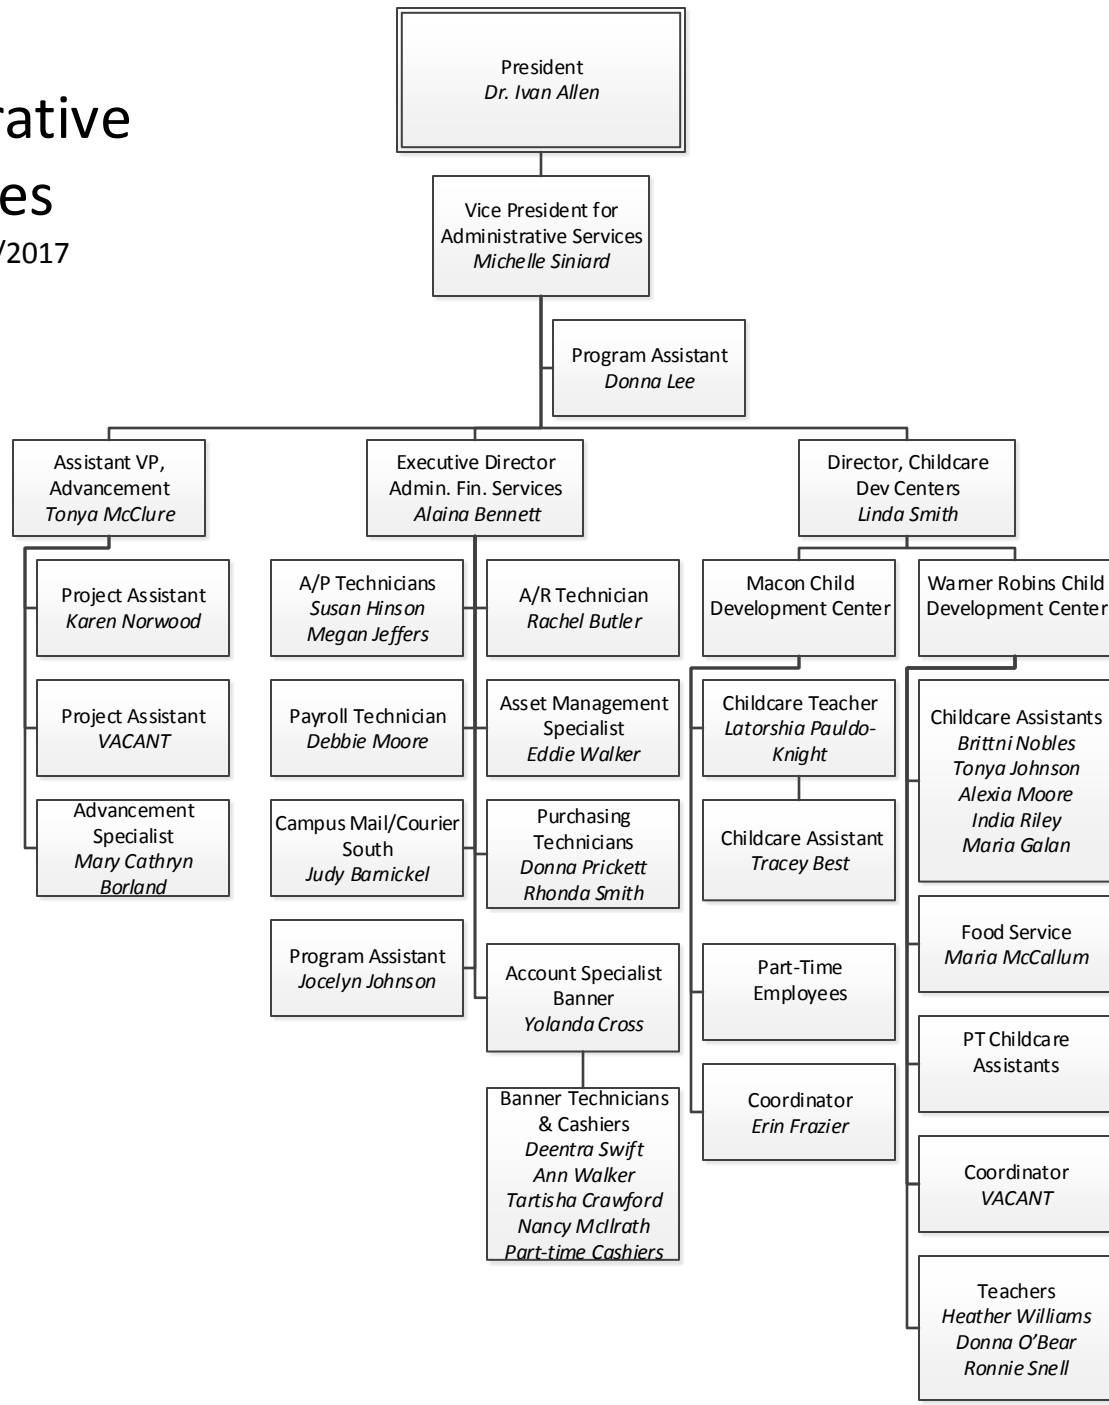 rative
es
/2017
President
Dr. Ivan Allen
Vice President for
Administrative Services
Michelle Siniard
Program Assistant
Donna Lee
Assistant VP,
Advancement
Tonya McClure
Executive Director
Admin. Fin. Services
Alaina Bennett
Director, Childcare
Dev Centers
Linda Smith
Project Assistant
Karen Norwood
Project Assistant
VACANT
Advancement
Specialist
Mary Cathryn
Borland
A/P Technicians
Susan Hinson
Megan Jeffers
A/R Technician
Rachel Butler
Payroll Technician
Debbie Moore
Asset Management
Specialist
Eddie Walker
Campus Mail/Courier
South
Judy Barnickel
Purchasing
Technicians
Donna Prickett
Rhonda Smith
Program Assistant
Jocelyn Johnson
Account Specialist
Banner
Yolanda Cross
Banner Technicians
& Cashiers
Deentra Swift
Ann Walker
Tartisha Crawford
Nancy McIlrath
Part-time Cashiers
Macon Child
Development Center
Childcare Teacher
Latorshia Pauldo-
Knight
Childcare Assistant
Tracey Best
Part-Time
Employees
Coordinator
Erin Frazier
Warner Robins Child
Development Center
Childcare Assistants
Brittni Nobles
Tonya Johnson
Alexia Moore
India Riley
Maria Galan
Food Service
Maria McCallum
PT Childcare
Assistants
Coordinator
VACANT
Teachers
Heather Williams
Donna O'Bear
Ronnie Snell